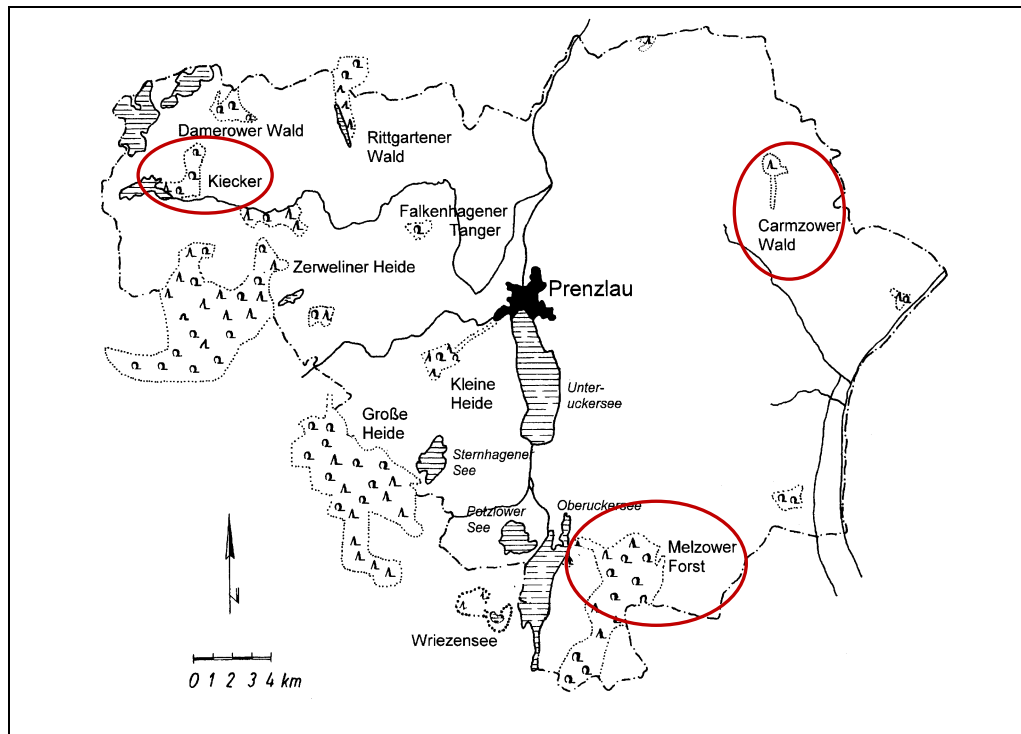 Damerower Wald
Rittgartener
Wald
Kiecker
Carmzower
Wald
Falkenhagener
Tanger
Zerweliner Heide
Prenzlau
Kleine
Heide
Unter-
uckersee
Große
Heide
Sternhagener
See
Potzlower
See
Oberuckersee
Melzower
Forst
Wriezensee
0 1 2 3 4 km